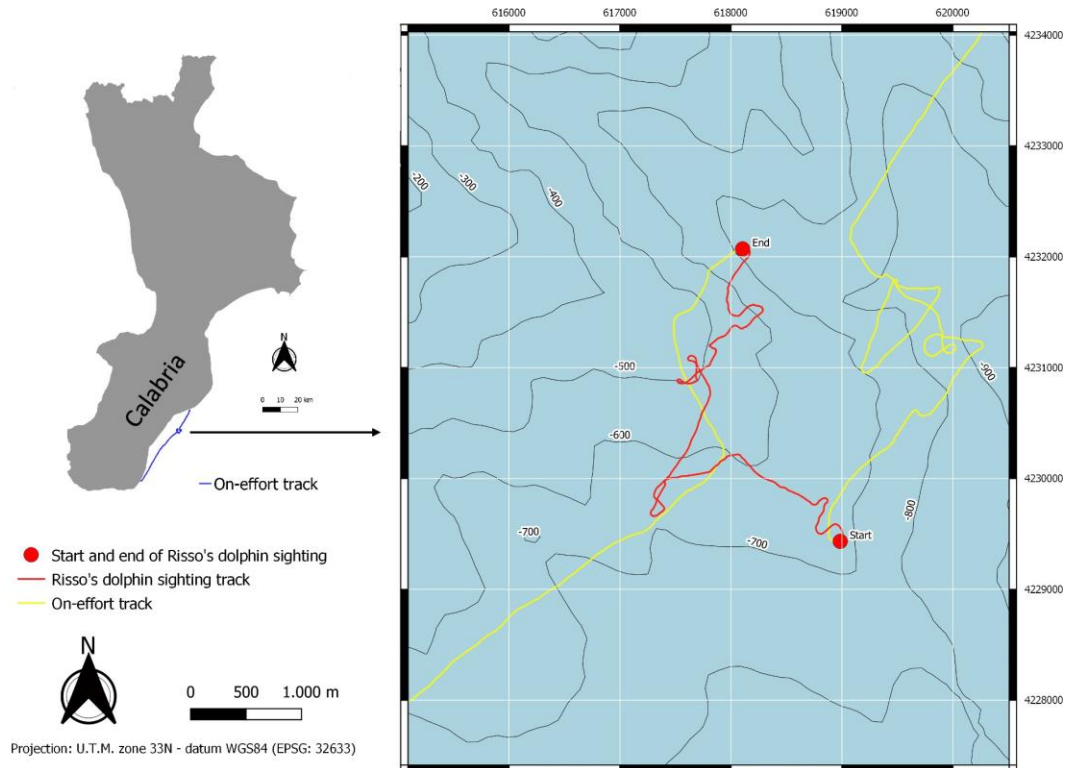 616000 617000 618000 619000 620000
4234000
4233000
4232000
4231000
4230000
4229000
4228000
-200
-300
-400
End
-500
-900
-600
-800
-700
-700
Start
Calabria
N
0 10 20 km
On-effort track
Start and end of Risso's dolphin sighting
Risso's dolphin sighting track
On-effort track
N
0 500 1.000 m
Projection: U.T.M. zone 33N - datum WGS84 (EPSG: 32633)